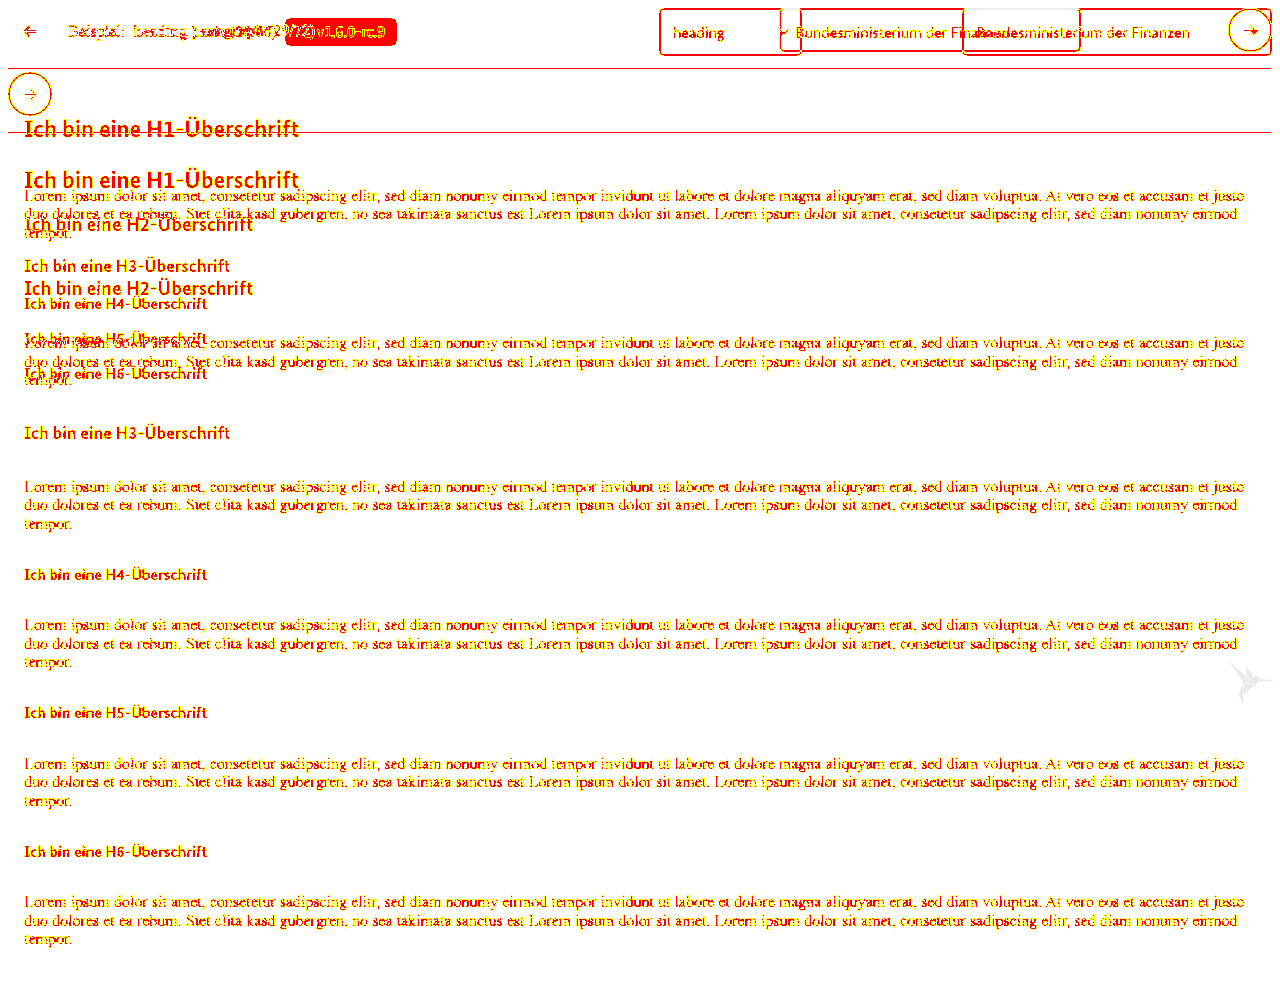 Beispiel: heading v1.6.0-rc.9 heading Bundesministerium der Bundesministerium der Finanzen
Ich bin eine H1-Überschrift
Ich bin eine H1-Überschrift
Lorem ipsum dolor sit amet, consetetur sadipscing elitr, sed diam nonumy eirmod tempor invidunt ut labore et dolore magna aliquyam erat, sed diam voluptua. At vero eos et accusam et justo
duo dolores et ea rebum. Stet clita kasd gubergren, no sea takimata sanctus est Lorem ipsum dolor sit amet. Lorem ipsum dolor sit amet, consetetur sadipscing elitr, sed diam nonumy eirmod
Ich bin eine H2-Überschrift
tempor.
Ich bin eine H3-Überschrift
Ich bin eine H2-Überschrift
Ich bin eine H4-Überschrift
Ich bin eine H5-Überschrift
Lorem ipsum dolor sit amet, consetetur sadipscing elitr, sed diam nonumy eirmod tempor invidunt ut labore et dolore magna aliquyam erat, sed diam voluptua. At vero eos et accusam et justo
duo dolores et ea rebum. Stet clita kasd gubergren, no sea takimata sanctus est Lorem ipsum dolor sit amet. Lorem ipsum dolor sit amet, consetetur sadipscing elitr, sed diam nonumy eirmod
Ich bin eine H6-Überschrift
tempor.
Ich bin eine H3-Überschrift
Lorem ipsum dolor sit amet, consetetur sadipscing elitr, sed diam nonumy eirmod tempor invidunt ut labore et dolore magna aliquyam erat, sed diam voluptua. At vero eos et accusam et justo
duo dolores et ea rebum. Stet clita kasd gubergren, no sea takimata sanctus est Lorem ipsum dolor sit amet. Lorem ipsum dolor sit amet, consetetur sadipscing elitr, sed diam nonumy eirmod
tempor.
Ich bin eine H4-Überschrift
Lorem ipsum dolor sit amet, consetetur sadipscing elitr, sed diam nonumy eirmod tempor invidunt ut labore et dolore magna aliquyam erat, sed diam voluptua. At vero eos et accusam et justo
duo dolores et ea rebum. Stet clita kasd gubergren, no sea takimata sanctus est Lorem ipsum dolor sit amet. Lorem ipsum dolor sit amet, consetetur sadipscing elitr, sed diam nonumy eirmod
tempor.
Ich bin eine H5-Überschrift
Lorem ipsum dolor sit amet, consetetur sadipscing elitr, sed diam nonumy eirmod tempor invidunt ut labore et dolore magna aliquyam erat, sed diam voluptua. At vero eos et accusam et justo
duo dolores et ea rebum. Stet clita kasd gubergren, no sea takimata sanctus est Lorem ipsum dolor sit amet. Lorem ipsum dolor sit amet, consetetur sadipscing elitr, sed diam nonumy eirmod
tempor.
Ich bin eine H6-Überschrift
Lorem ipsum dolor sit amet, consetetur sadipscing elitr, sed diam nonumy eirmod tempor invidunt ut labore et dolore magna aliquyam erat, sed diam voluptua. At vero eos et accusam et justo
duo dolores et ea rebum. Stet clita kasd gubergren, no sea takimata sanctus est Lorem ipsum dolor sit amet. Lorem ipsum dolor sit amet, consetetur sadipscing elitr, sed diam nonumy eirmod
tempor.